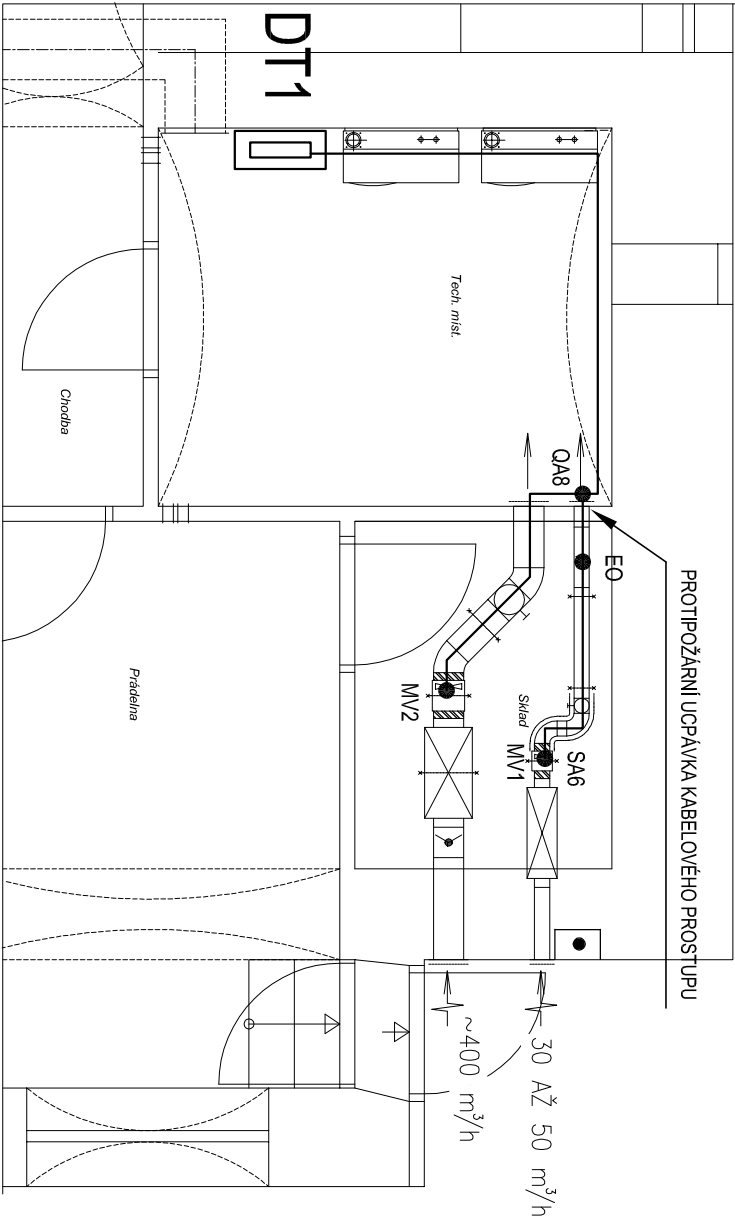 PROTIPOŽÁRNÍ UCPÁVKA KABELOVÉHO PROSTUPU
30 AŽ 50 m³/h
~400 m³/h
EO
QA8
SA6
MV1
Sklad
MV2
Tech. míst.
DT1
Prádelna
Chodba